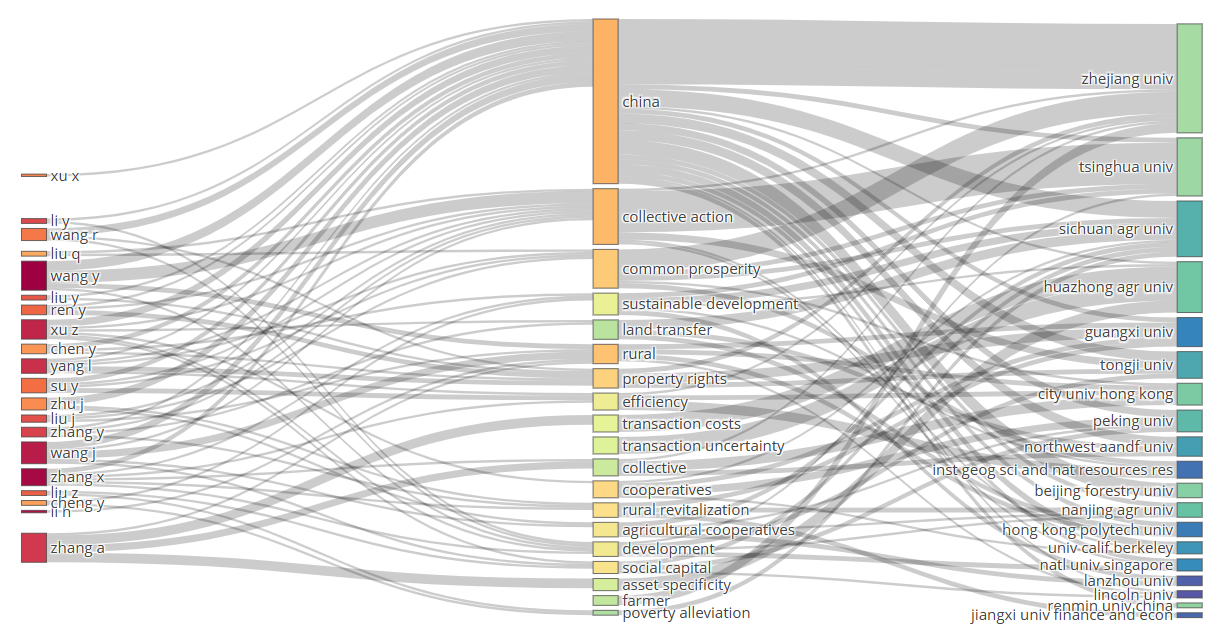 xu x
li y
wang r
liu q
wang y
liu y
ren y
xu z
chen y
yang l
su y
zhu j
liu j
zhang y
wang j
zhang x
liu z
cheng y
li h
zhang a
china
collective action
common prosperity
sustainable development
land transfer
rural
property rights
efficiency
transaction costs
transaction uncertainty
collective
cooperatives
rural revitalization
agricultural cooperatives
development
social capital
asset specificity
farmer
poverty alleviation
zhejiang univ
tsinghua univ
sichuan agr univ
huazhong agr univ
guangxi univ
tongji univ
city univ hong kong
peking univ
northwest aandf univ
inst geog sci and nat resources res
beijing forestry univ
nanjing agr univ
hong kong polytech univ
univ calif berkeley
natl univ singapore
lanzhou univ
lincoln univ
renmin univ china
jiangxi univ finance and econ